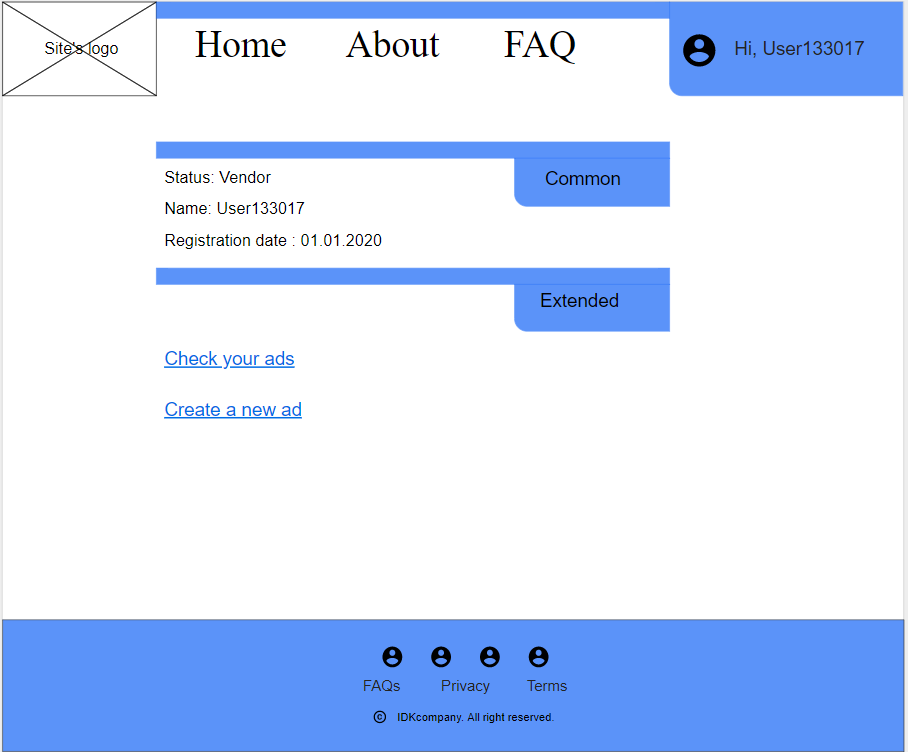 Site's logo
Home About FAQ
Hi, User133017
Common
Status: Vendor
Name: User133017
Registration date : 01.01.2020
Extended
Check your ads
Create a new ad
FAQs Privacy Terms
© IDKcompany. All right reserved.